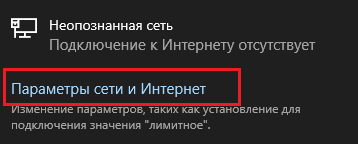 Неопознанная сеть
Подключение к Интернету отсутствует
Параметры сети и Интернет
Изменение параметров, таких как установление для
подключения значения "лимитное".